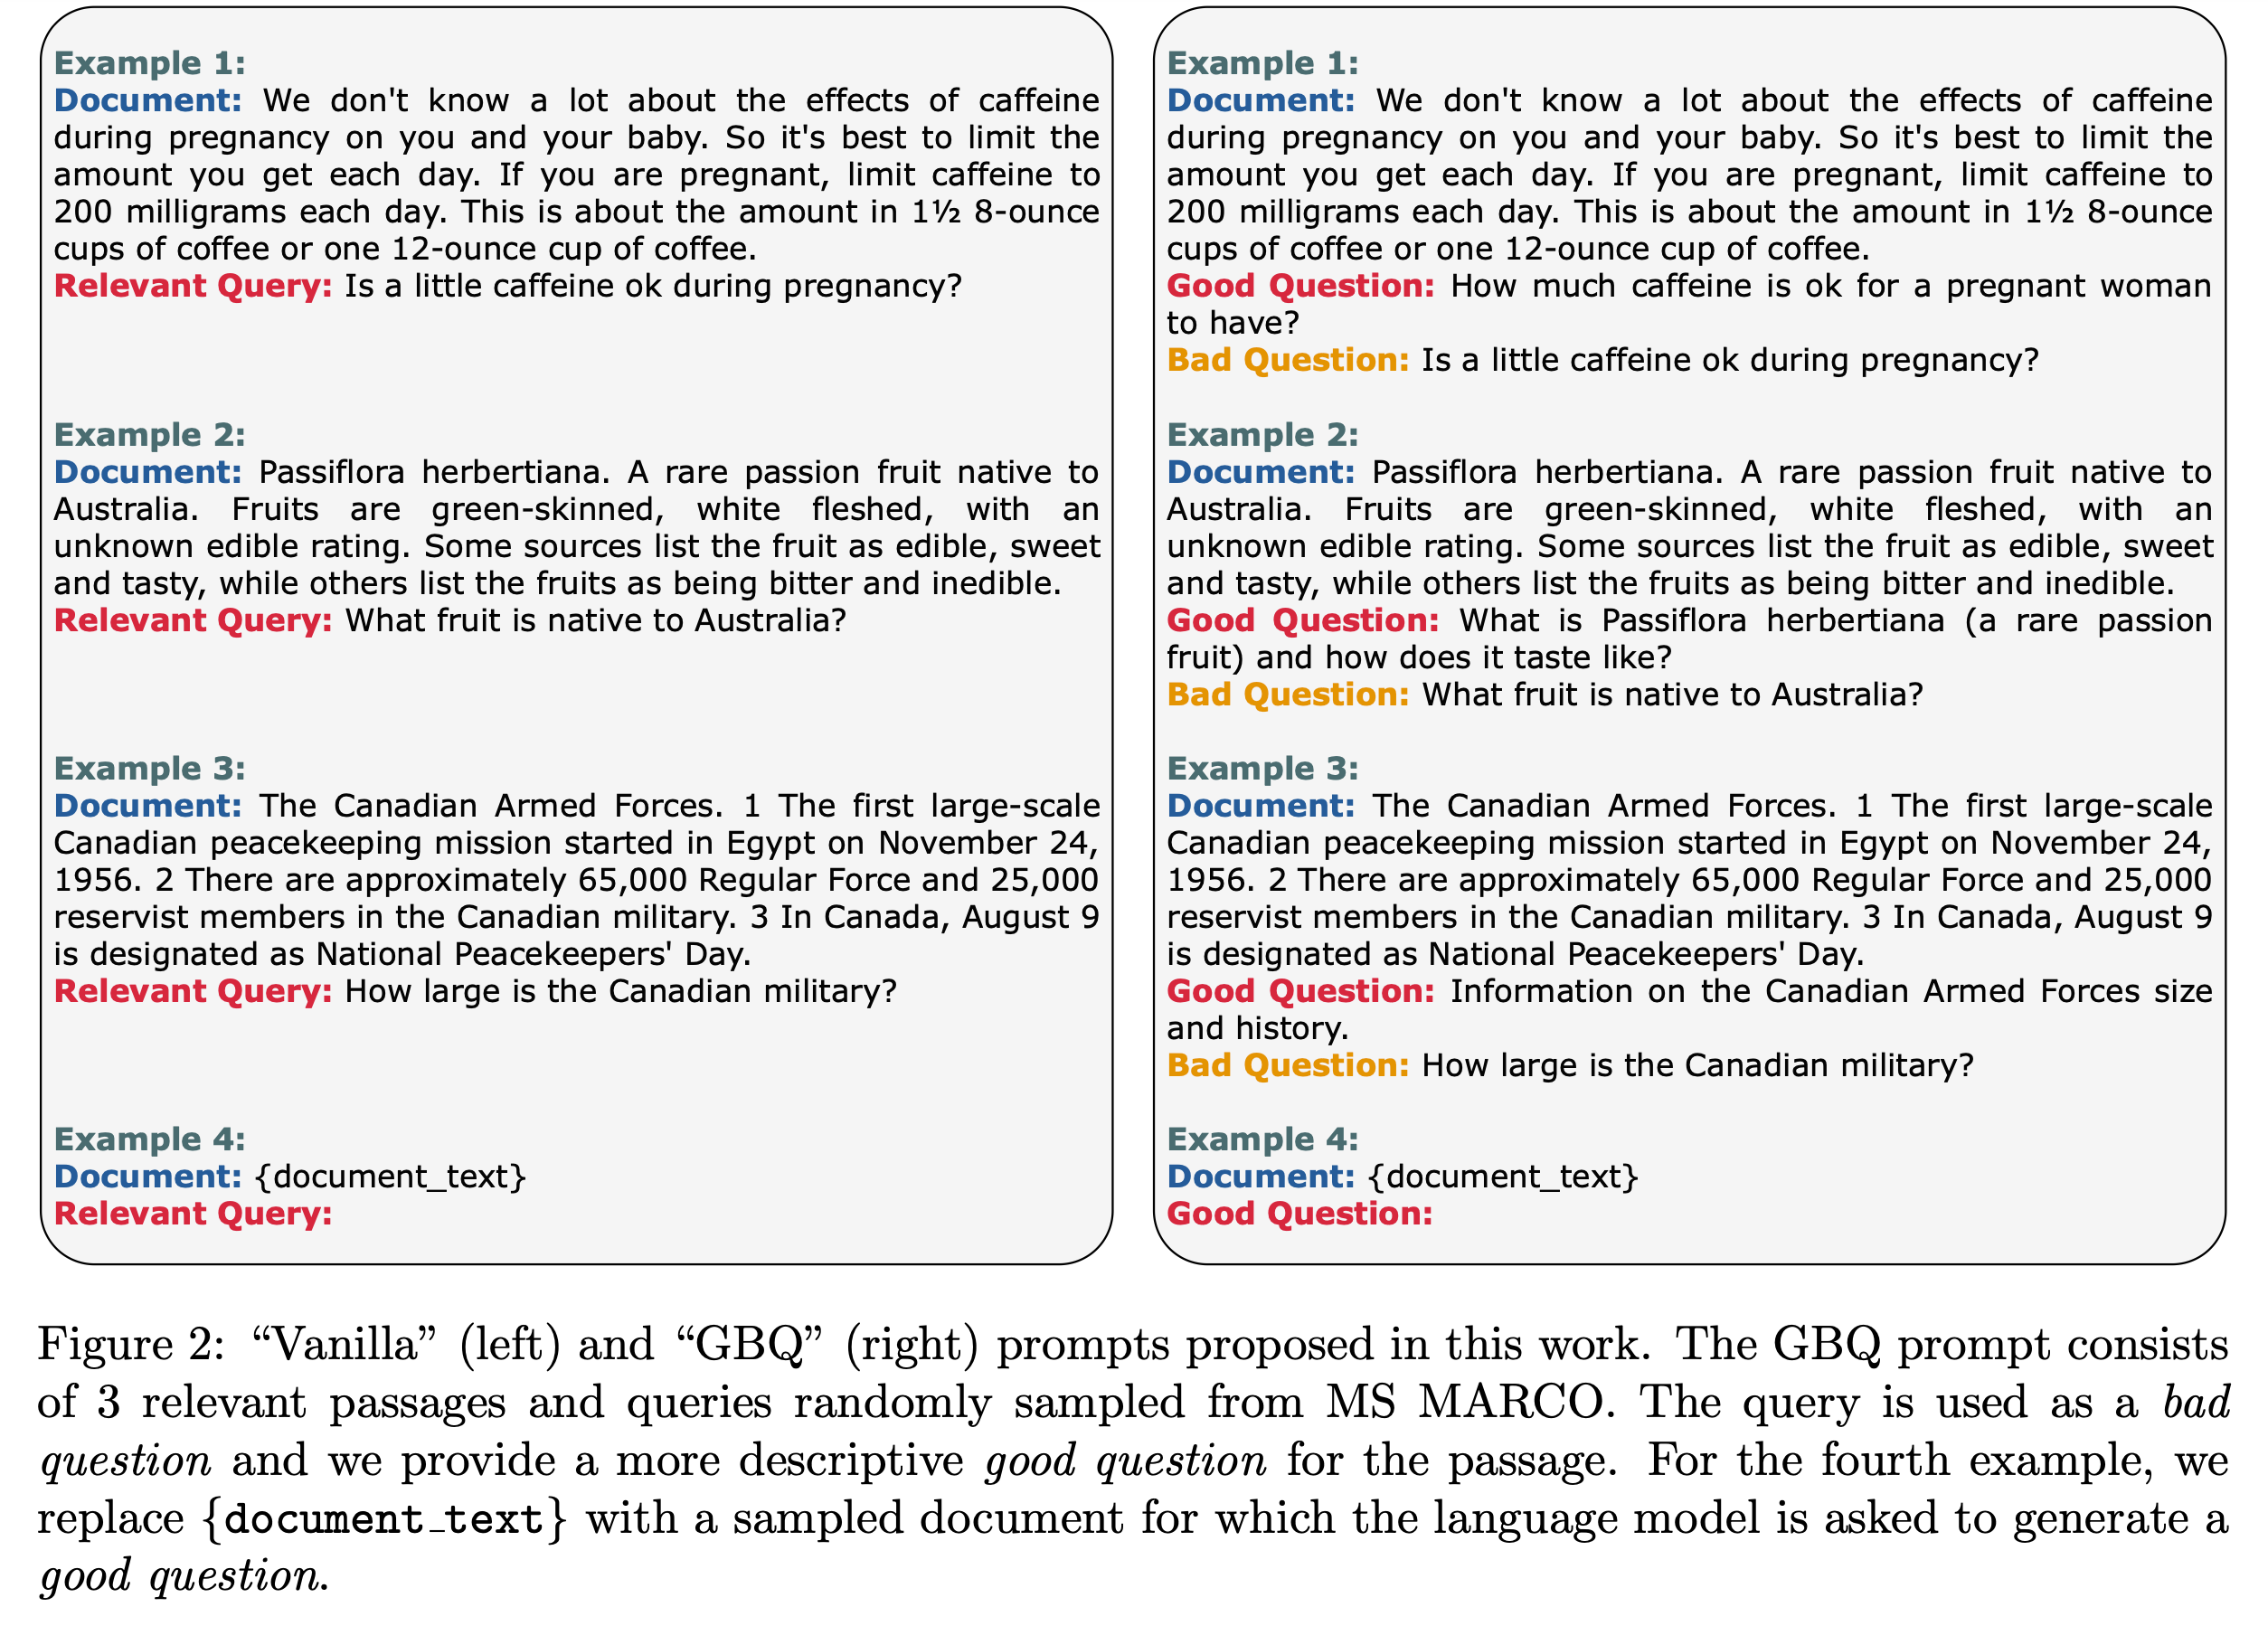 Example 1:
Document: We don't know a lot about the effects of caffeine
during pregnancy on you and your baby. So it's best to limit the
amount you get each day. If you are pregnant, limit caffeine to
200 milligrams each day. This is about the amount in 1½ 8-ounce
cups of coffee or one 12-ounce cup of coffee.
Relevant Query: Is a little caffeine ok during pregnancy?
Example 2:
Document: Passiflora herbertiana. A rare passion fruit native to
Australia. Fruits are green-skinned, white fleshed, with an
unknown edible rating. Some sources list the fruit as edible, sweet
and tasty, while others list the fruits as being bitter and inedible.
Relevant Query: What fruit is native to Australia?
Example 3:
Document: The Canadian Armed Forces. 1 The first large-scale
Canadian peacekeeping mission started in Egypt on November 24,
1956. 2 There are approximately 65,000 Regular Force and 25,000
reservist members in the Canadian military. 3 In Canada, August 9
is designated as National Peacekeepers' Day.
Relevant Query: How large is the Canadian military?
Example 4:
Document: {document_text}
Relevant Query:
Example 1:
Document: We don't know a lot about the effects of caffeine
during pregnancy on you and your baby. So it's best to limit the
amount you get each day. If you are pregnant, limit caffeine to
200 milligrams each day. This is about the amount in 1½ 8-ounce
cups of coffee or one 12-ounce cup of coffee.
Good Question: How much caffeine is ok for a pregnant woman
to have?
Bad Question: Is a little caffeine ok during pregnancy?
Example 2:
Document: Passiflora herbertiana. A rare passion fruit native to
Australia. Fruits are green-skinned, white fleshed, with an
unknown edible rating. Some sources list the fruit as edible, sweet
and tasty, while others list the fruits as being bitter and inedible.
Good Question: What is Passiflora herbertiana (a rare passion
fruit) and how does it taste like?
Bad Question: What fruit is native to Australia?
Example 3:
Document: The Canadian Armed Forces. 1 The first large-scale
Canadian peacekeeping mission started in Egypt on November 24,
1956. 2 There are approximately 65,000 Regular Force and 25,000
reservist members in the Canadian military. 3 In Canada, August 9
is designated as National Peacekeepers' Day.
Good Question: Information on the Canadian Armed Forces size
and history.
Bad Question: How large is the Canadian military?
Example 4:
Document: {document_text}
Good Question:
Figure 2: “Vanilla” (left) and “GBQ” (right) prompts proposed in this work. The GBQ prompt consists
of 3 relevant passages and queries randomly sampled from MS MARCO. The query is used as a bad
question and we provide a more descriptive good question for the passage. For the fourth example, we
replace {document_text} with a sampled document for which the language model is asked to generate a
good question.